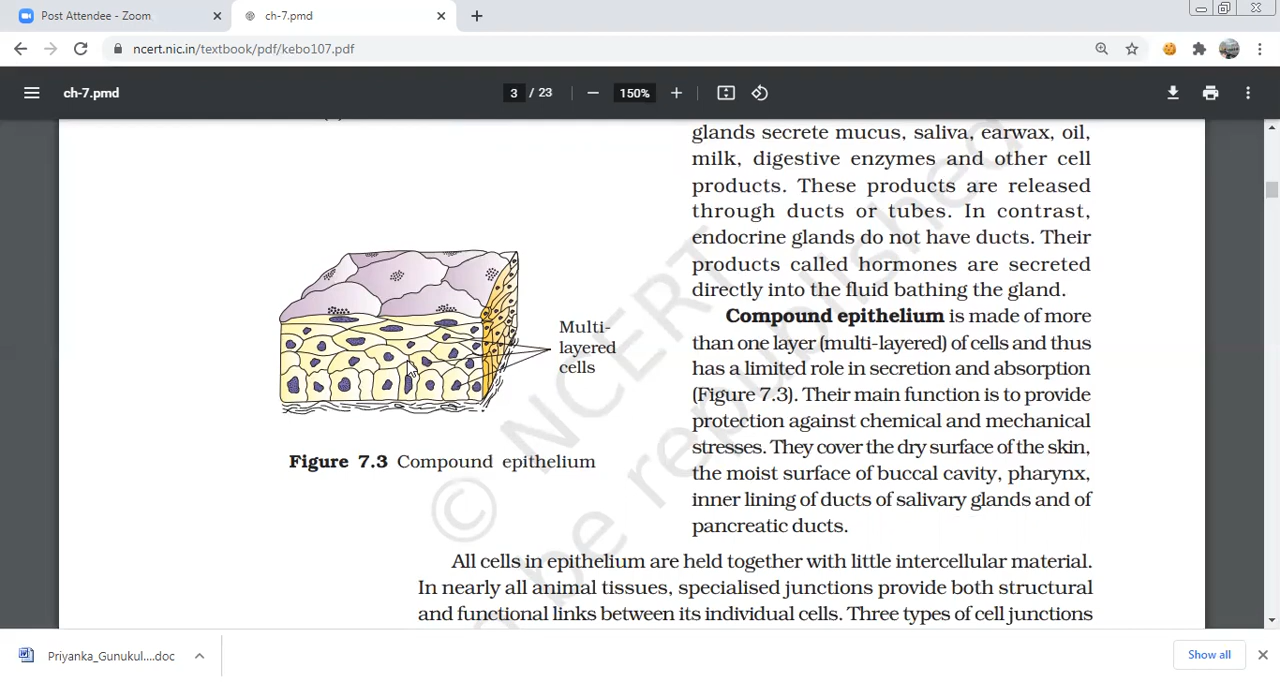 Post Attendee - Zoom
ch-7.pmd
ncert.nic.in/textbook/pdf/kebo107.pdf
ch-7.pmd
3 / 23
150%
glands secrete mucus, saliva, earwax, oil,
milk, digestive enzymes and other cell
products. These products are released
through ducts or tubes. In contrast,
endocrine glands do not have ducts. Their
products called hormones are secreted
directly into the fluid bathing the gland.
Compound epithelium is made of more
than one layer (multi-layered) of cells and thus
has a limited role in secretion and absorption
(Figure 7.3). Their main function is to provide
protection against chemical and mechanical
stresses. They cover the dry surface of the skin,
the moist surface of buccal cavity, pharynx,
inner lining of ducts of salivary glands and of
pancreatic ducts.
Multi-
layered
cells
Figure 7.3 Compound epithelium
All cells in epithelium are held together with little intercellular material.
In nearly all animal tissues, specialised junctions provide both structural
and functional links between its individual cells. Three types of cell junctions
© NCERT
be republished
Priyanka_Gunukul....doc
Show all